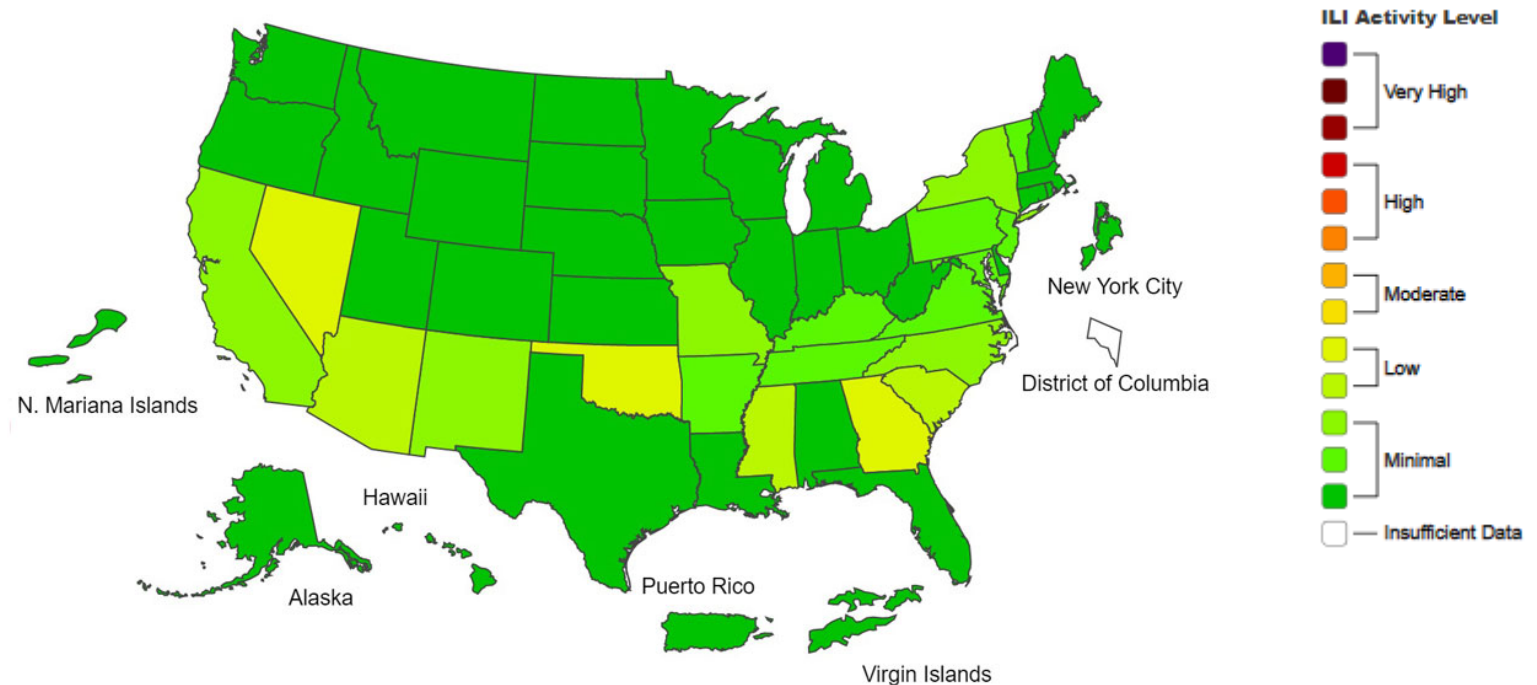 ILI Activity Level
Very High
High
Moderate
Low
Minimal
Insufficient Data
New York City
District of Columbia
N. Mariana Islands
Hawaii
Alaska
Puerto Rico
Virgin Islands